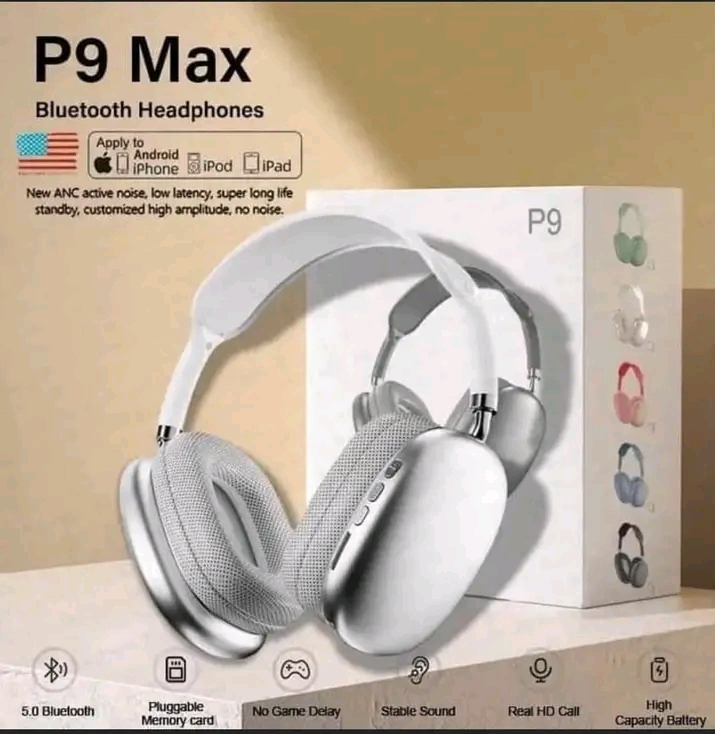 P9 Max
Bluetooth Headphones
Apply to
Android
iPhone iPod iPad
New ANC active noise, low latency, super long life
standby, customized high amplitude, no noise.
P9
5.0 Bluetooth
Pluggable
Memory card
No Game Delay
Stable Sound
Real HD Call
High
Capacity Battery